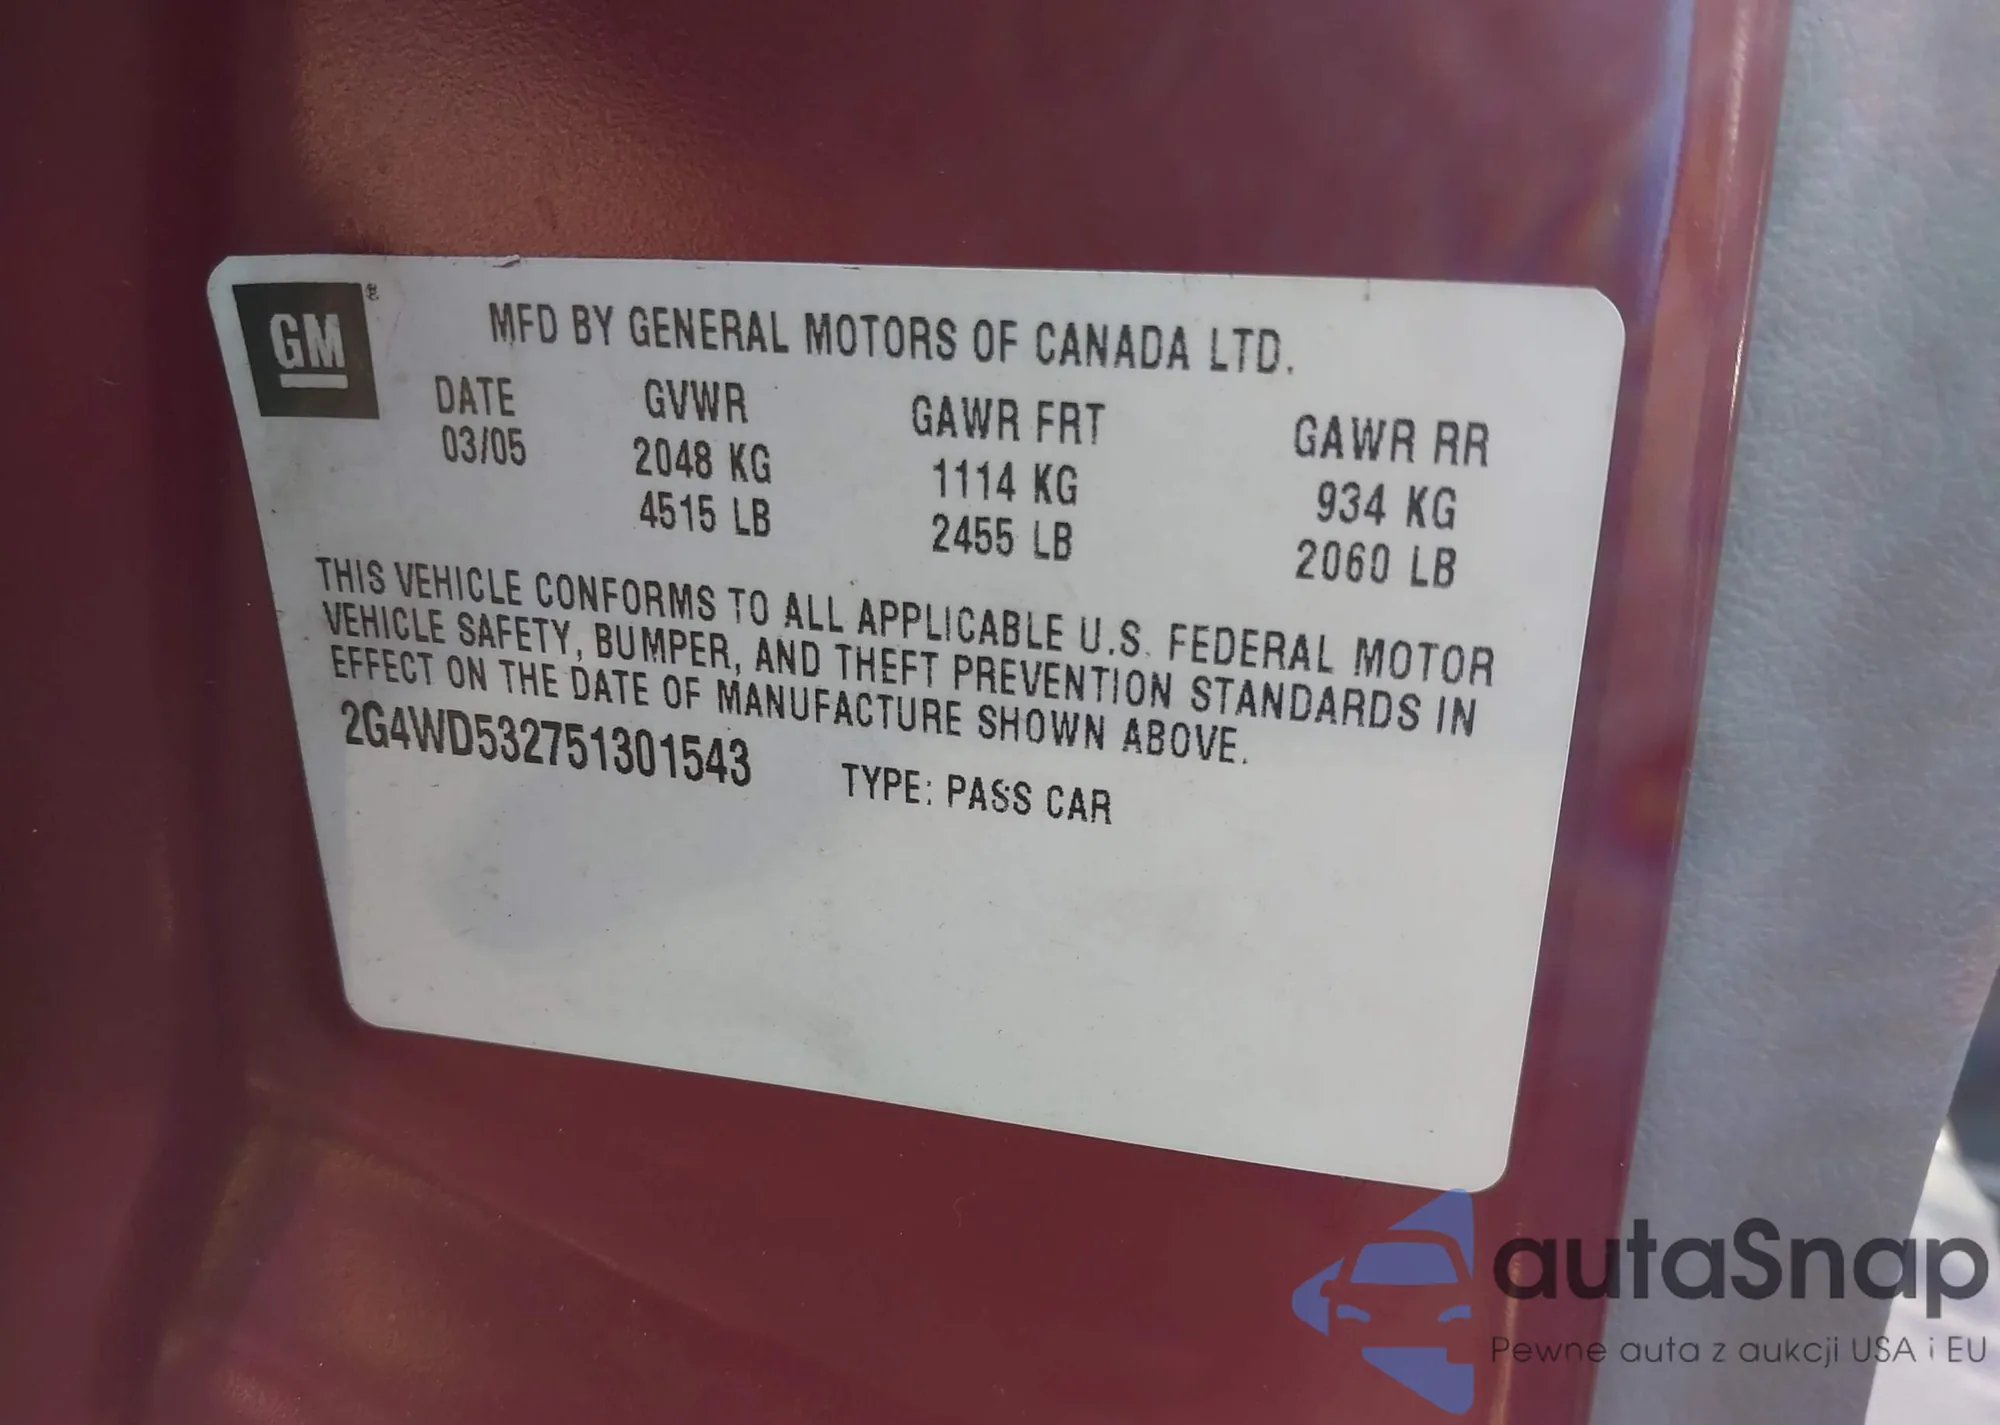 GM®
MFD BY GENERAL MOTORS OF CANADA LTD.
DATE GVWR GAWR FRT GAWR RR
03/05 2048 KG 1114 KG 934 KG
4515 LB 2455 LB 2060 LB
THIS VEHICLE CONFORMS TO ALL APPLICABLE U.S. FEDERAL MOTOR
VEHICLE SAFETY, BUMPER, AND THEFT PREVENTION STANDARDS IN
EFFECT ON THE DATE OF MANUFACTURE SHOWN ABOVE.
2G4WD532751301543 TYPE: PASS CAR
autaSnap
Pewne auta z aukcji USA i EU